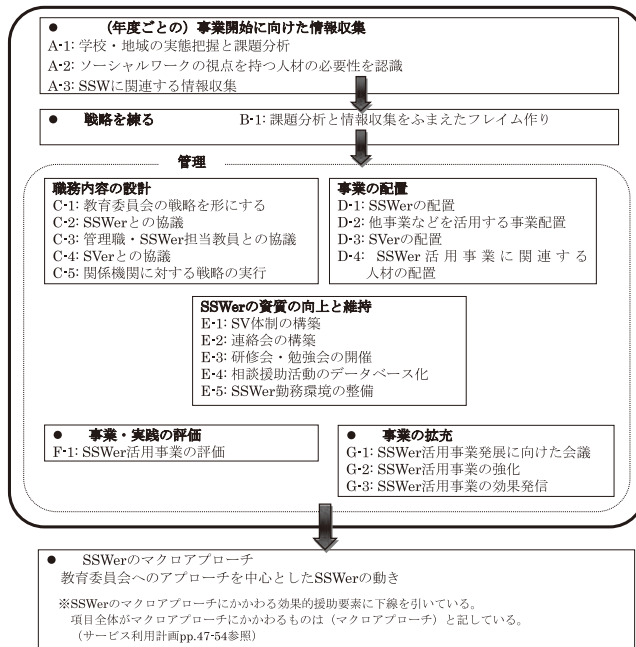 ● （年度ごとの）事業開始に向けた情報収集
A-1: 学校・地域の実態把握と課題分析
A-2: ソーシャルワークの視点を持つ人材の必要性を認識
A-3: SSWに関連する情報収集
● 戦略を練る B-1: 課題分析と情報収集をふまえたフレイム作り
管理
職務内容の設計
C-1: 教育委員会の戦略を形にする
C-2: SSWerとの協議
C-3: 管理職・SSWer担当教員との協議
C-4: SVerとの協議
C-5: 関係機関に対する戦略の実行
事業の配置
D-1: SSWerの配置
D-2: 他事業などを活用する事業配置
D-3: SVerの配置
D-4: SSWer活用事業に関連する
人材の配置
SSWerの資質の向上と維持
E-1: SV体制の構築
E-2: 連絡会の構築
E-3: 研修会・勉強会の開催
E-4: 相談援助活動のデータベース化
E-5: SSWer勤務環境の整備
● 事業・実践の評価
F-1: SSWer活用事業の評価
● 事業の拡充
G-1: SSWer活用事業発展に向けた会議
G-2: SSWer活用事業の強化
G-3: SSWer活用事業の効果発信
● SSWerのマクロアプローチ
教育委員会へのアプローチを中心としたSSWerの動き
※SSWerのマクロアプローチにかかわる効果的援助要素に下線を引いている。
項目全体がマクロアプローチにかかわるものは（マクロアプローチ）と記している。
（サービス利用計画pp.47-54参照）